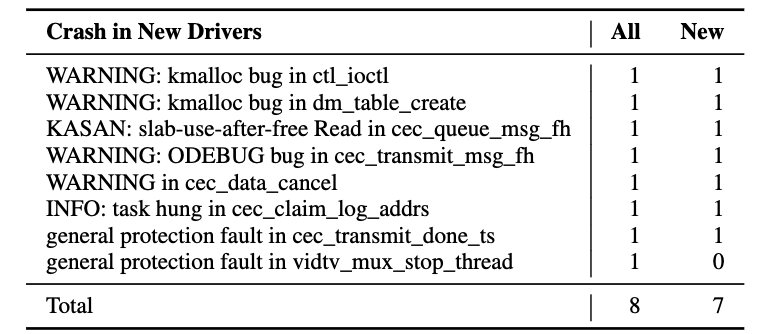 Crash in New Drivers All New
WARNING: kmalloc bug in ctl_ioctl 1 1
WARNING: kmalloc bug in dm_table_create 1 1
KASAN: slab-use-after-free Read in cec_queue_msg_fh 1 1
WARNING: ODEBUG bug in cec_transmit_msg_fh 1 1
WARNING in cec_data_cancel 1 1
INFO: task hung in cec_claim_log_addrs 1 1
general protection fault in cec_transmit_done_ts 1 1
general protection fault in vidtv_mux_stop_thread 1 0
Total 8 7